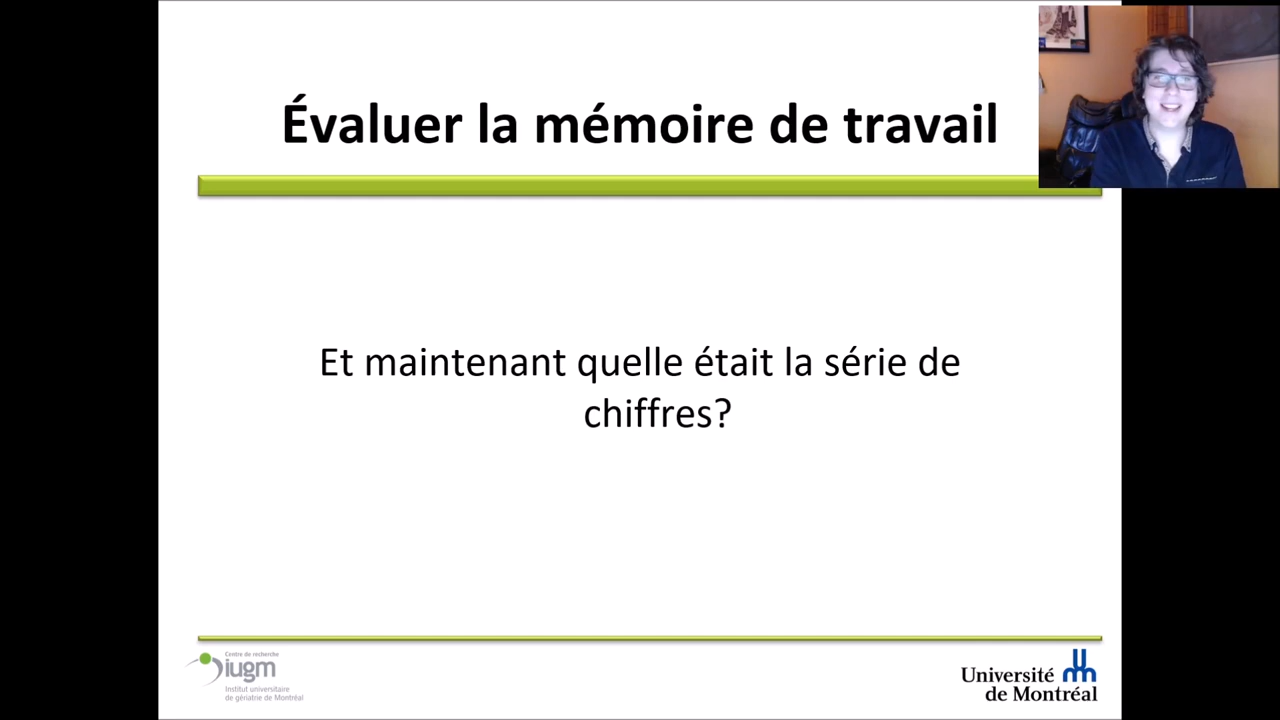 Évaluer la mémoire de travail
Et maintenant quelle était la série de
chiffres?
Centre de recherche
iugm
Institut universitaire
de gériatrie de Montréal
Université
de Montréal